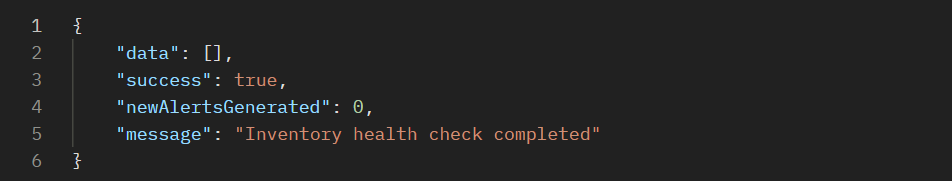 1 {
2 "data": [],
3 "success": true,
4 "newAlertsGenerated": 0,
5 "message": "Inventory health check completed"
6 }